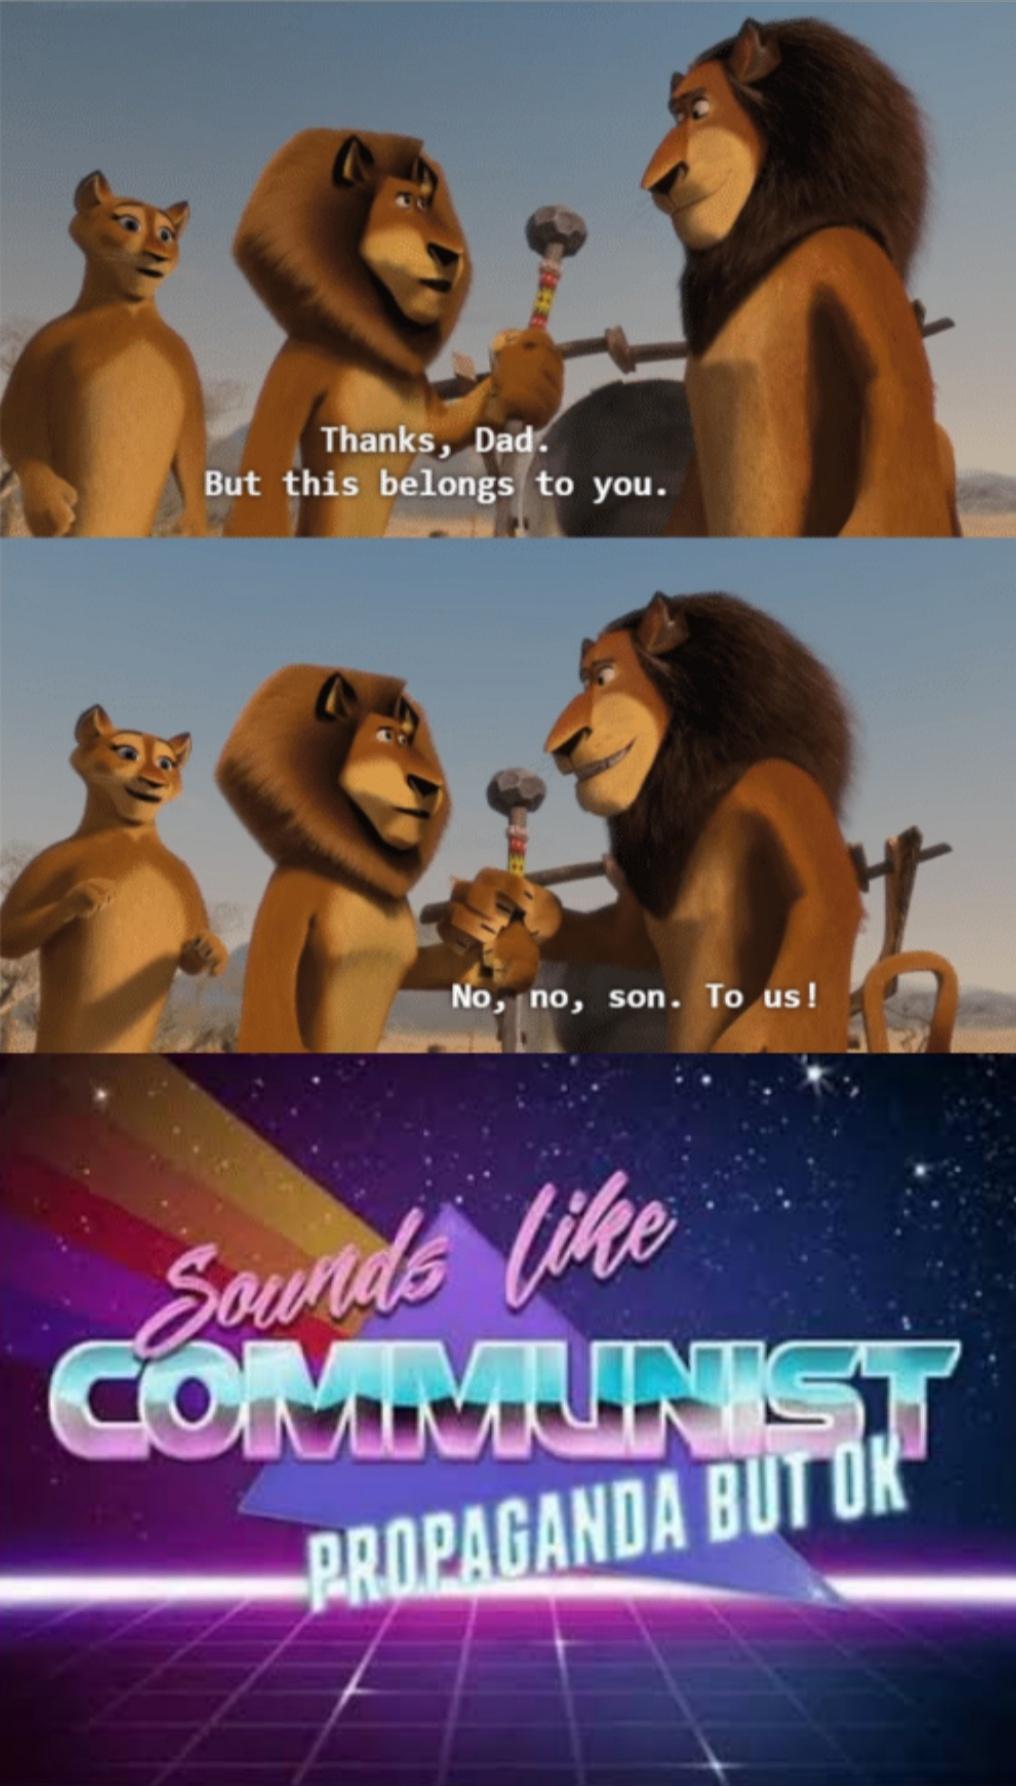 Thanks, Dad.
But this belongs to you.
No, no, son. To us!
Sounds like
COMMUNIST
PROPAGANDA BUT OK